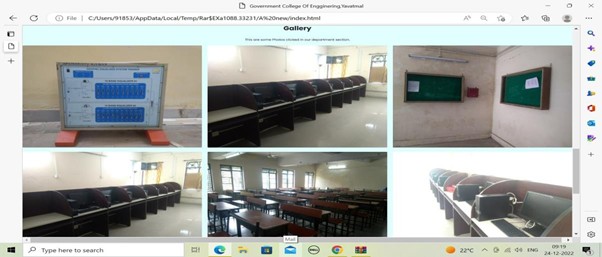 Government College Of Engginering,Yavatmal
File | C:/Users/91853/AppData/Local/Temp/Rar$EXa1088.33231/A%20new/index.html
Gallery
This are some Photos clicked in our department section.
Mail
Type here to search
22°C
ENG
09:19
24-12-2022